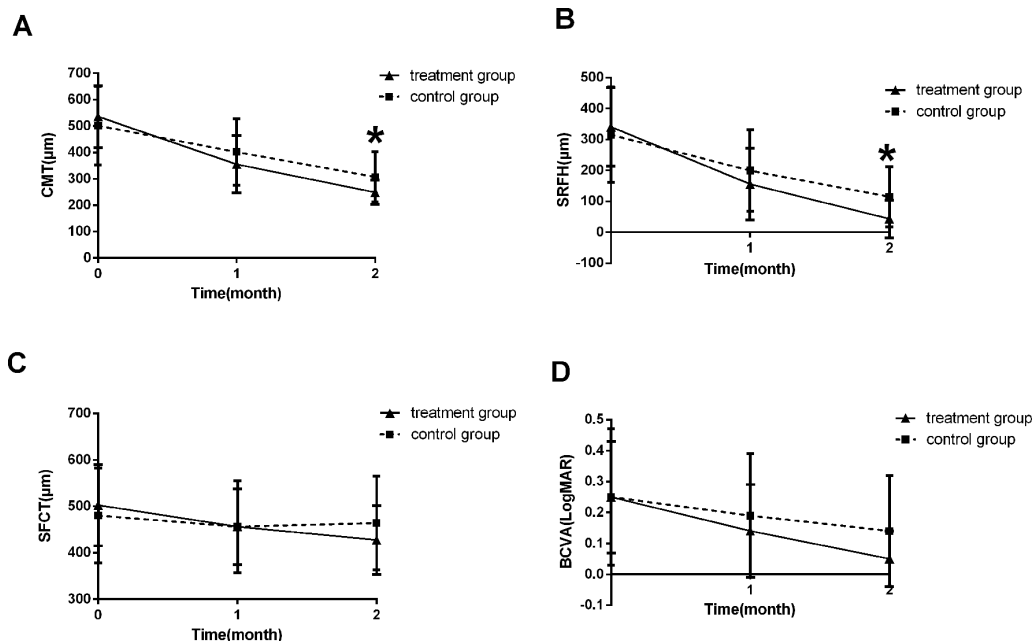 A
CMT(μm)
700
600
500
400
300
200
100
0
0
1
2
Time(month)
treatment group
control group
*
B
SRFH(μm)
500
400
300
200
100
0
-100
1
2
Time(month)
treatment group
control group
*
C
SFCT(μm)
700
600
500
400
300
0
1
2
Time(month)
treatment group
control group
D
BCVA(LogMAR)
0.5
0.4
0.3
0.2
0.1
0.0
-0.1
1
2
Time(month)
treatment group
control group